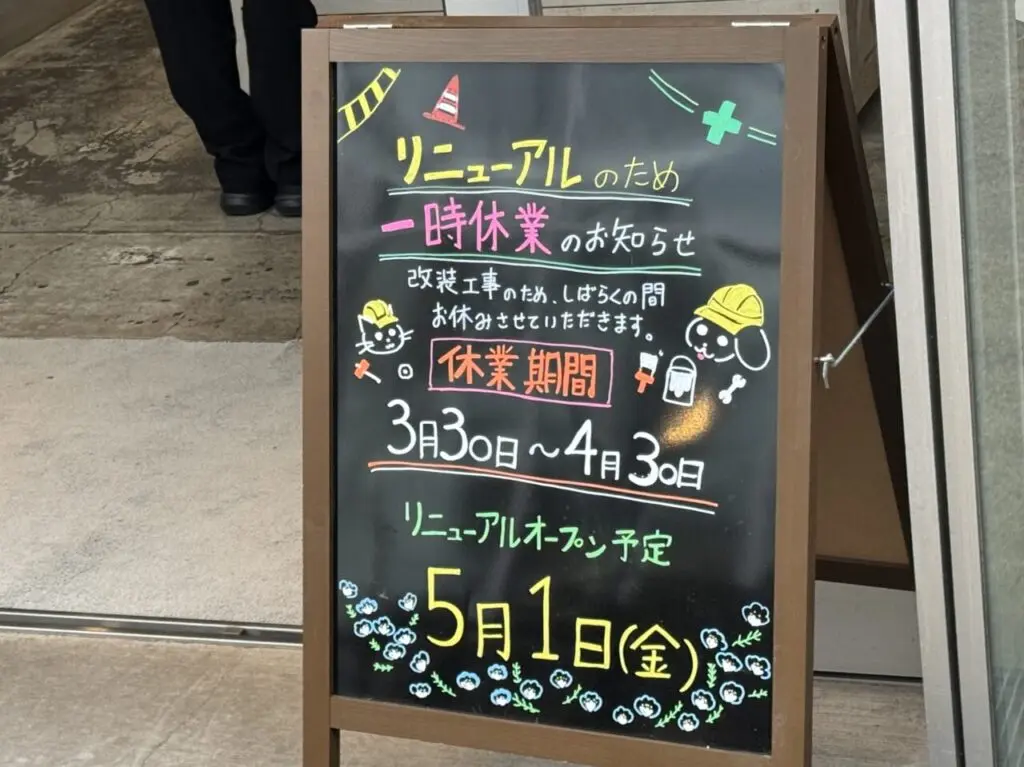 リニューアルのため
一時休業のお知らせ
改装工事のため、しばらくの間
お休みさせていただきます。
休業期間
3月30日～4月30日
リニューアルオープン予定
5月1日(金)